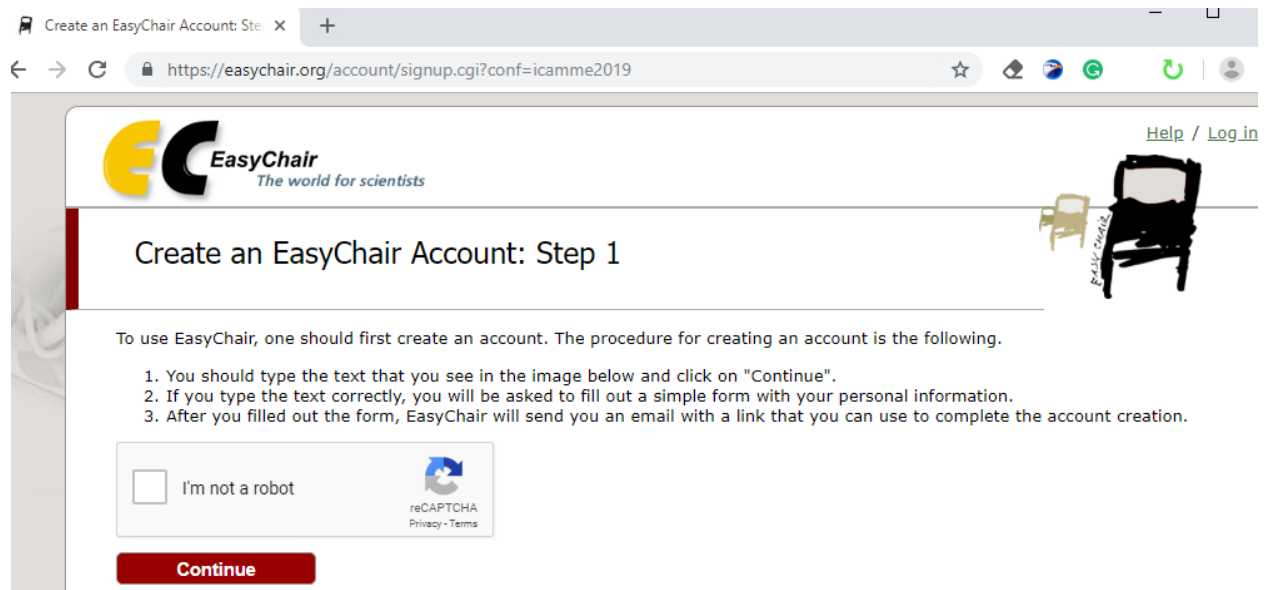 Create an EasyChair Account: Ste
https://easychair.org/account/signup.cgi?conf=icamme2019
Help / Log in
EC EasyChair
The world for scientists
EASY CHAIR
Create an EasyChair Account: Step 1
To use EasyChair, one should first create an account. The procedure for creating an account is the following.
1. You should type the text that you see in the image below and click on "Continue".
2. If you type the text correctly, you will be asked to fill out a simple form with your personal information.
3. After you filled out the form, EasyChair will send you an email with a link that you can use to complete the account creation.
I'm not a robot
reCAPTCHA
Privacy - Terms
Continue